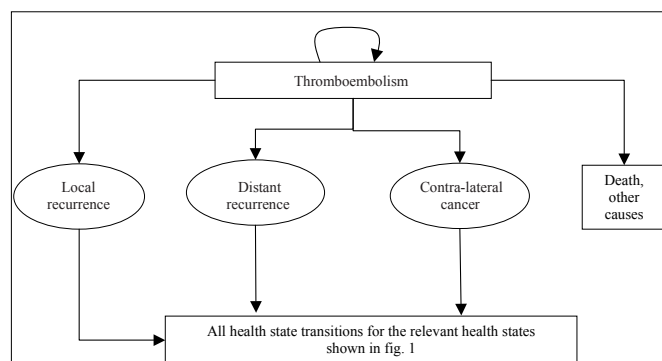 Thromboembolism
Local
recurrence
Distant
recurrence
Contra-lateral
cancer
Death,
other
causes
All health state transitions for the relevant health states
shown in fig. 1